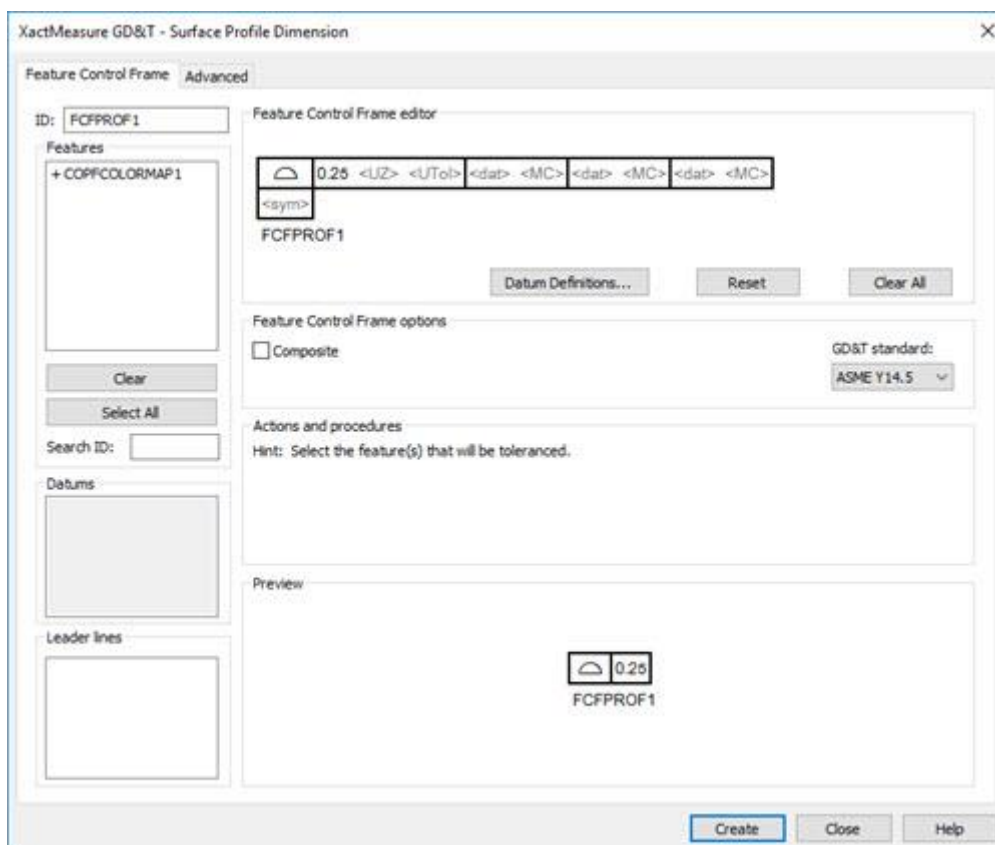 XactMeasure GD&T - Surface Profile Dimension
Feature Control Frame Advanced
ID: FCFPROF1
Features
+ COPFCOLORMAP1
Clear
Select All
Search ID:
Datums
Leader lines
Feature Control Frame editor
0.25 <UZ> <UTol> <dat> <MC> <dat> <MC> <dat> <MC>
<sym>
FCFPROF1
Datum Definitions... Reset Clear All
Feature Control Frame options
Composite
GD&T standard:
ASME Y14.5
Actions and procedures
Hint: Select the feature(s) that will be toleranced.
Preview
0.25
FCFPROF1
Create Close Help